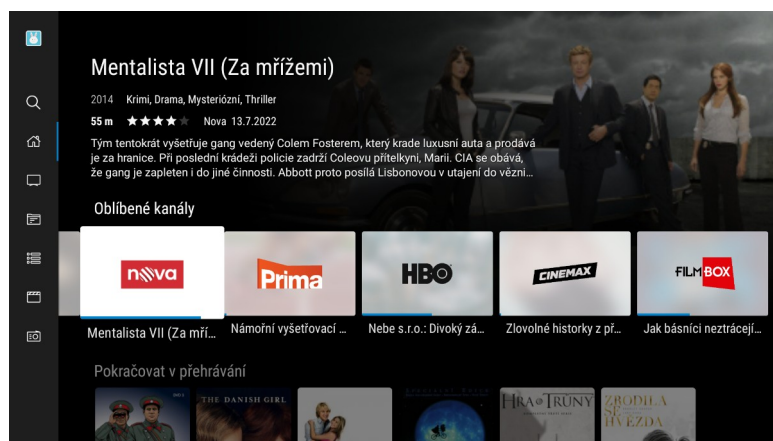 Mentalista VII (Za mřížemi)
2014 Krimi, Drama, Mysteriózní, Thriller
55 m Nova 13.7.2022
Tým tentokrát vyšetřuje gang vedený Colem Fosterem, který krade luxusní auta a prodává
je za hranice. Při poslední krádeži policie zadrží Coleovu přítelkyni, Marii. CIA se obává,
že gang je zapleten i do jiné činnosti. Abbott proto posílá Lisbonovou v utajení do vězni...
Oblíbené kanály
nova
Prima
HBO
CINEMAX
FILMBOX
Mentalista VII (Za mří...
Námořní vyšetřovací ...
Nebe s.r.o.: Divoký zá...
Zlovolné historky z př...
Jak básníci neztrácejí...
Pokračovat v přehrávání
THE DANISH GIRL
HRA O TRŮNY
ZRODILA
SE
HVĚZDA